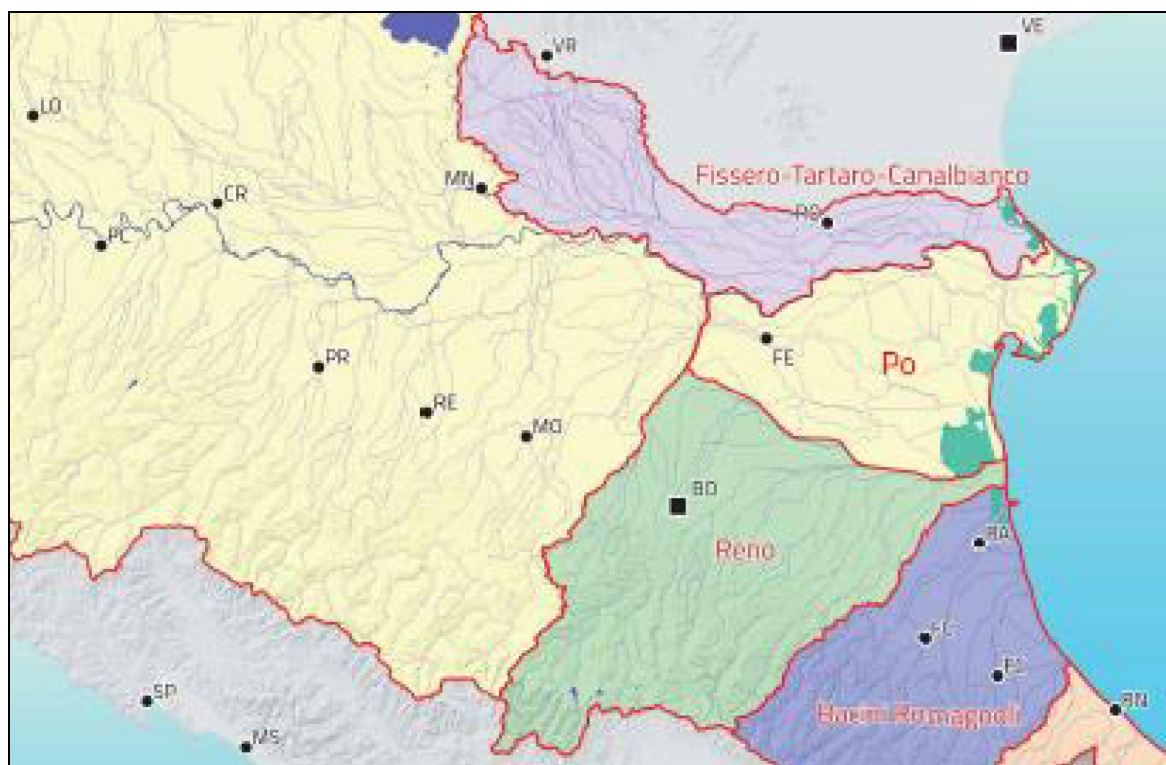 VE
VR
LO
Fissero-Tartaro-Canalbianco
MN
CR
RO
PC
FE
Po
PR
RE
MO
BO
Reno
RA
Bacini Romagnoli
SP
MS
RN